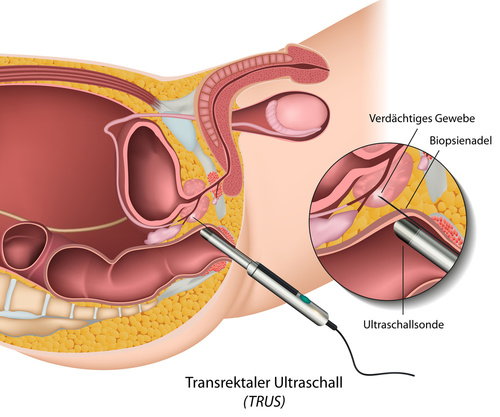 Verdächtiges Gewebe
Biopsienadel
Ultraschallsonde
Transrektaler Ultraschall
(TRUS)